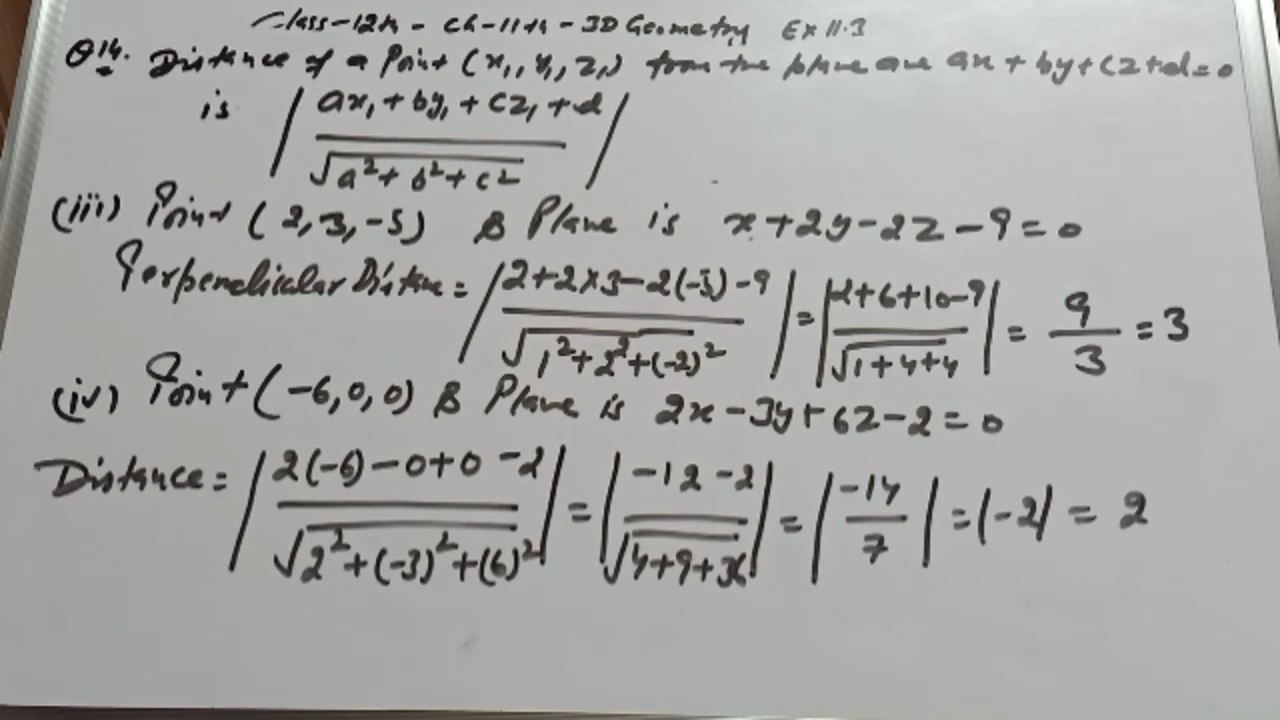 Class-12th - Ch-11th - 3D Geometry Ex 11.3
Q14. Distance of a Point (x₁, y₁, z₁) from the plane are ax + by + cz + d = 0
is | ax₁ + by₁ + cz₁ + d / √a² + b² + c² |
(iii) Point (2, 3, -5) & Plane is x + 2y - 2z - 9 = 0
Perpendicular Distance = | 2 + 2×3 - 2(-5) - 9 / √1² + 2² + (-2)² | = | 2 + 6 + 10 - 9 / √1 + 4 + 4 | = 9/3 = 3
(iv) Point (-6, 0, 0) & Plane is 2x - 3y + 6z - 2 = 0
Distance = | 2(-6) - 0 + 0 - 2 / √2² + (-3)² + (6)² | = | -12 - 2 / √4 + 9 + 36 | = | -14/7 | = |-2| = 2